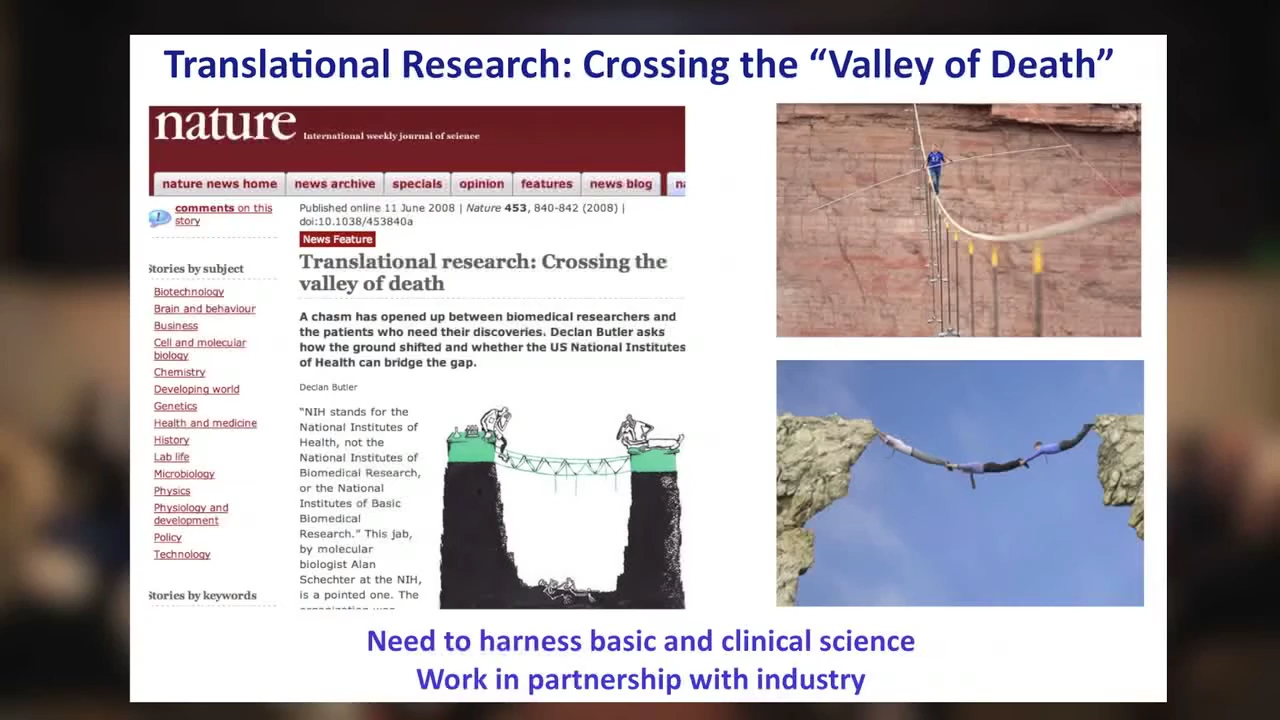 Translational Research: Crossing the “Valley of Death”
nature International weekly journal of science
nature news home news archive specials opinion features news blog
comments on this
story
Stories by subject
Biotechnology
Brain and behaviour
Business
Cell and molecular
biology
Chemistry
Developing world
Genetics
Health and medicine
History
Lab life
Microbiology
Physics
Physiology and
development
Policy
Technology
Stories by keywords
Published online 11 June 2008 | Nature 453, 840-842 (2008) |
doi:10.1038/453840a
News Feature
Translational research: Crossing the
valley of death
A chasm has opened up between biomedical researchers and
the patients who need their discoveries. Declan Butler asks
how the ground shifted and whether the US National Institutes
of Health can bridge the gap.
Declan Butler
“NIH stands for the
National Institutes of
Health, not the
National Institutes of
Biomedical Research,
or the National
Institutes of Basic
Biomedical
Research.” This jab,
by molecular
biologist Alan
Schechter at the NIH,
is a pointed one. The
Need to harness basic and clinical science
Work in partnership with industry